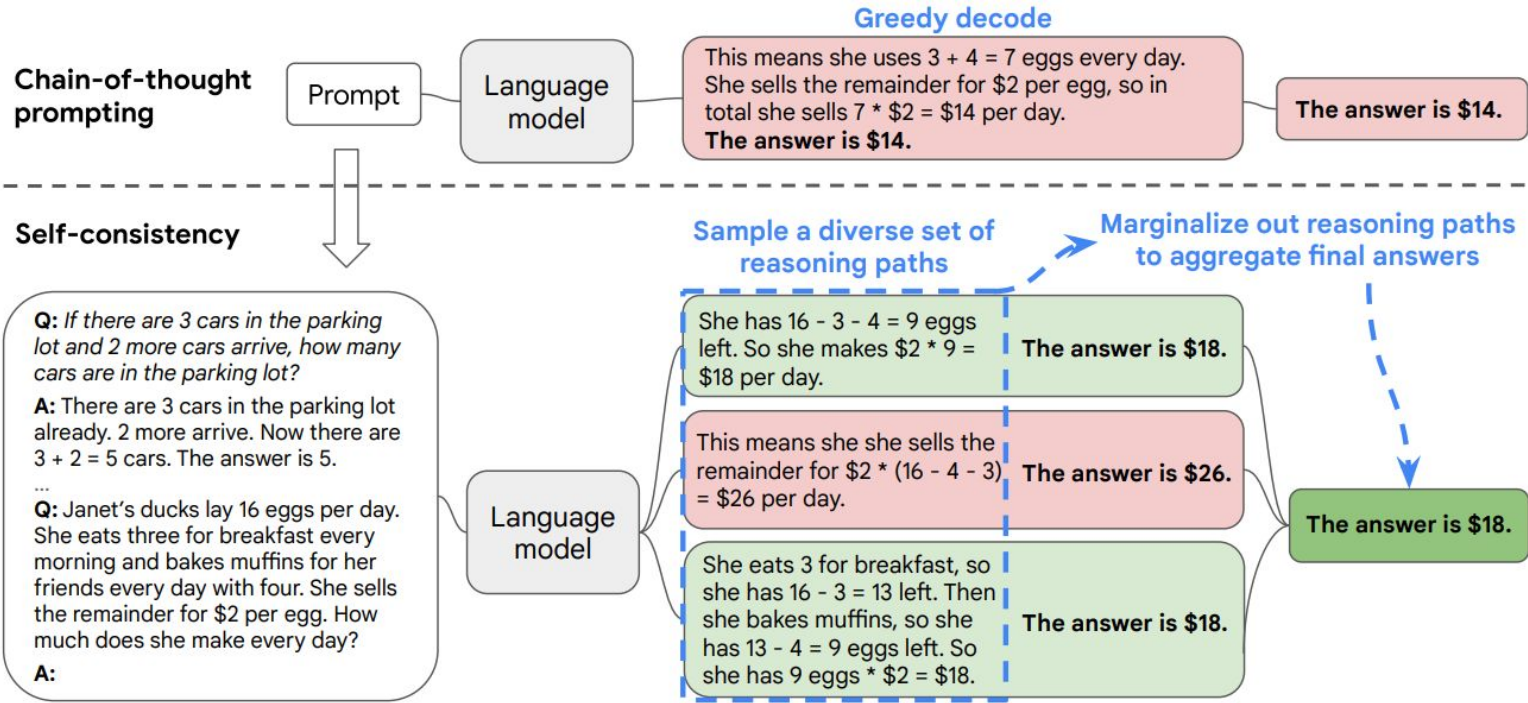 Greedy decode
Chain-of-thought
prompting
Prompt
Language
model
This means she uses 3 + 4 = 7 eggs every day.
She sells the remainder for $2 per egg, so in
total she sells 7 * $2 = $14 per day.
The answer is $14.
The answer is $14.
Self-consistency
Sample a diverse set of
reasoning paths
Marginalize out reasoning paths
to aggregate final answers
Q: If there are 3 cars in the parking
lot and 2 more cars arrive, how many
cars are in the parking lot?
A: There are 3 cars in the parking lot
already. 2 more arrive. Now there are
3 + 2 = 5 cars. The answer is 5.
...
Q: Janet's ducks lay 16 eggs per day.
She eats three for breakfast every
morning and bakes muffins for her
friends every day with four. She sells
the remainder for $2 per egg. How
much does she make every day?
A:
Language
model
She has 16 - 3 - 4 = 9 eggs
left. So she makes $2 * 9 =
$18 per day.
The answer is $18.
This means she she sells the
remainder for $2 * (16 - 4 - 3)
= $26 per day.
The answer is $26.
She eats 3 for breakfast, so
she has 16 - 3 = 13 left. Then
she bakes muffins, so she
has 13 - 4 = 9 eggs left. So
she has 9 eggs * $2 = $18.
The answer is $18.
The answer is $18.